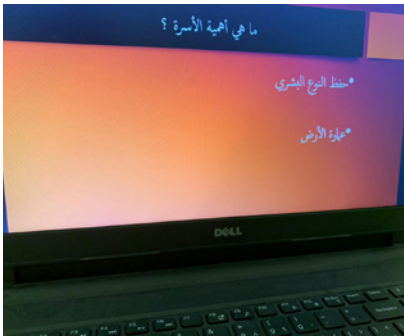 ما هي أهمية الأسرة ؟
•حفظ النوع البشري
•عمارة الأرض
DELL